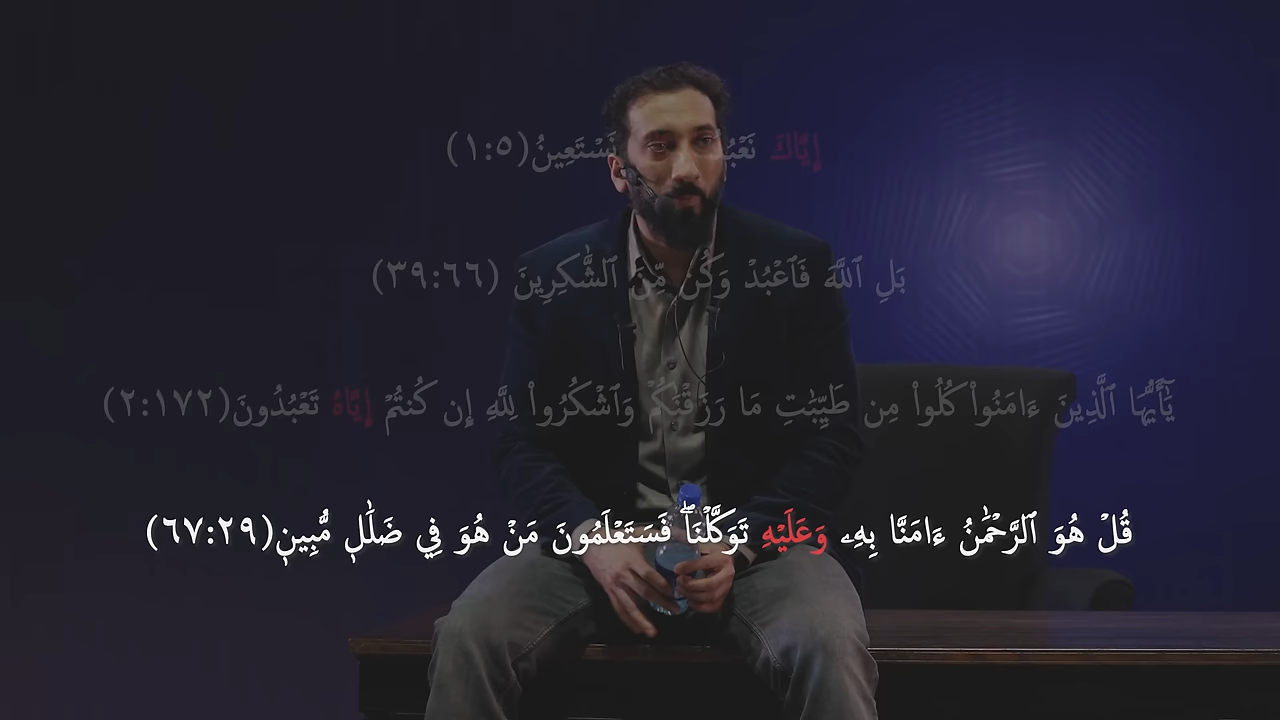 إِيَّاكَ نَسْتَعِينُ(١:٥)
بَلِ ٱللَّهَ فَٱعْبُدْ وَكُن مِّنَ ٱلشَّٰكِرِينَ (٣٩:٦٦)
يَٰٓأَيُّهَا ٱلَّذِينَ ءَامَنُوا۟ كُلُوا۟ مِن طَيِّبَٰتِ مَا رَزَقْنَٰكُمْ وَٱشْكُرُوا۟ لِلَّهِ إِن كُنتُمْ إِيَّاهُ تَعْبُدُونَ(٢:١٧٢)
قُلْ هُوَ ٱلرَّحْمَٰنُ ءَامَنَّا بِهِۦ وَعَلَيْهِ تَوَكَّلْنَا ۖ فَسَتَعْلَمُونَ مَنْ هُوَ فِي ضَلَٰلٍ مُّبِينٍ(٦٧:٢٩)